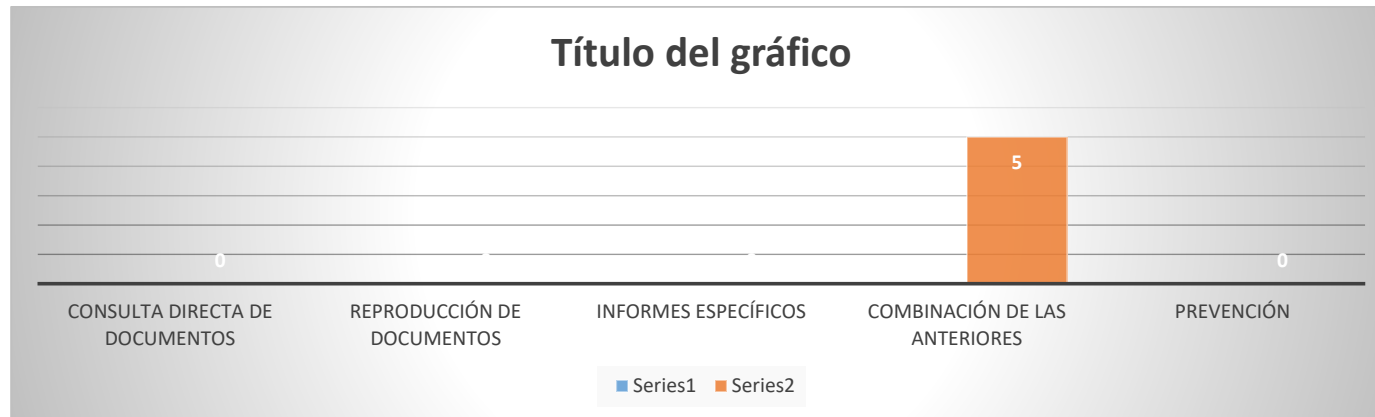 Título del gráfico
5
0
0
CONSULTA DIRECTA DE
DOCUMENTOS
REPRODUCCIÓN DE
DOCUMENTOS
INFORMES ESPECÍFICOS
COMBINACIÓN DE LAS
ANTERIORES
PREVENCIÓN
Series1
Series2